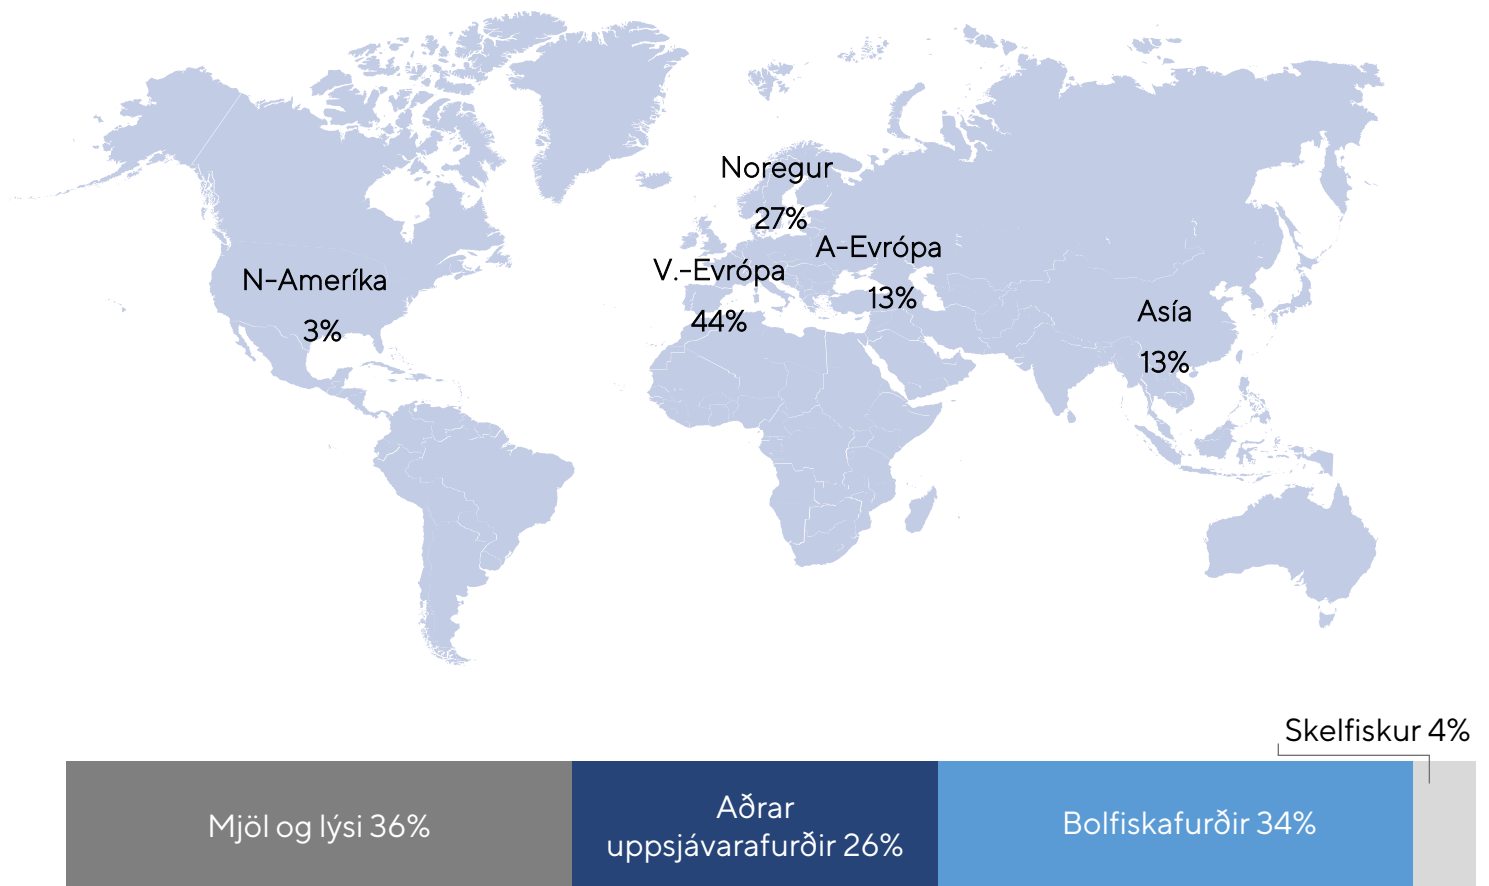 Noregur
27%
A-Evrópa
13%
V.-Evrópa
44%
N-Ameríka
3%
Asía
13%
Skelfiskur 4%
Mjöl og lýsi 36%
Aðrar
uppsjávarafurðir 26%
Bolfiskafurðir 34%